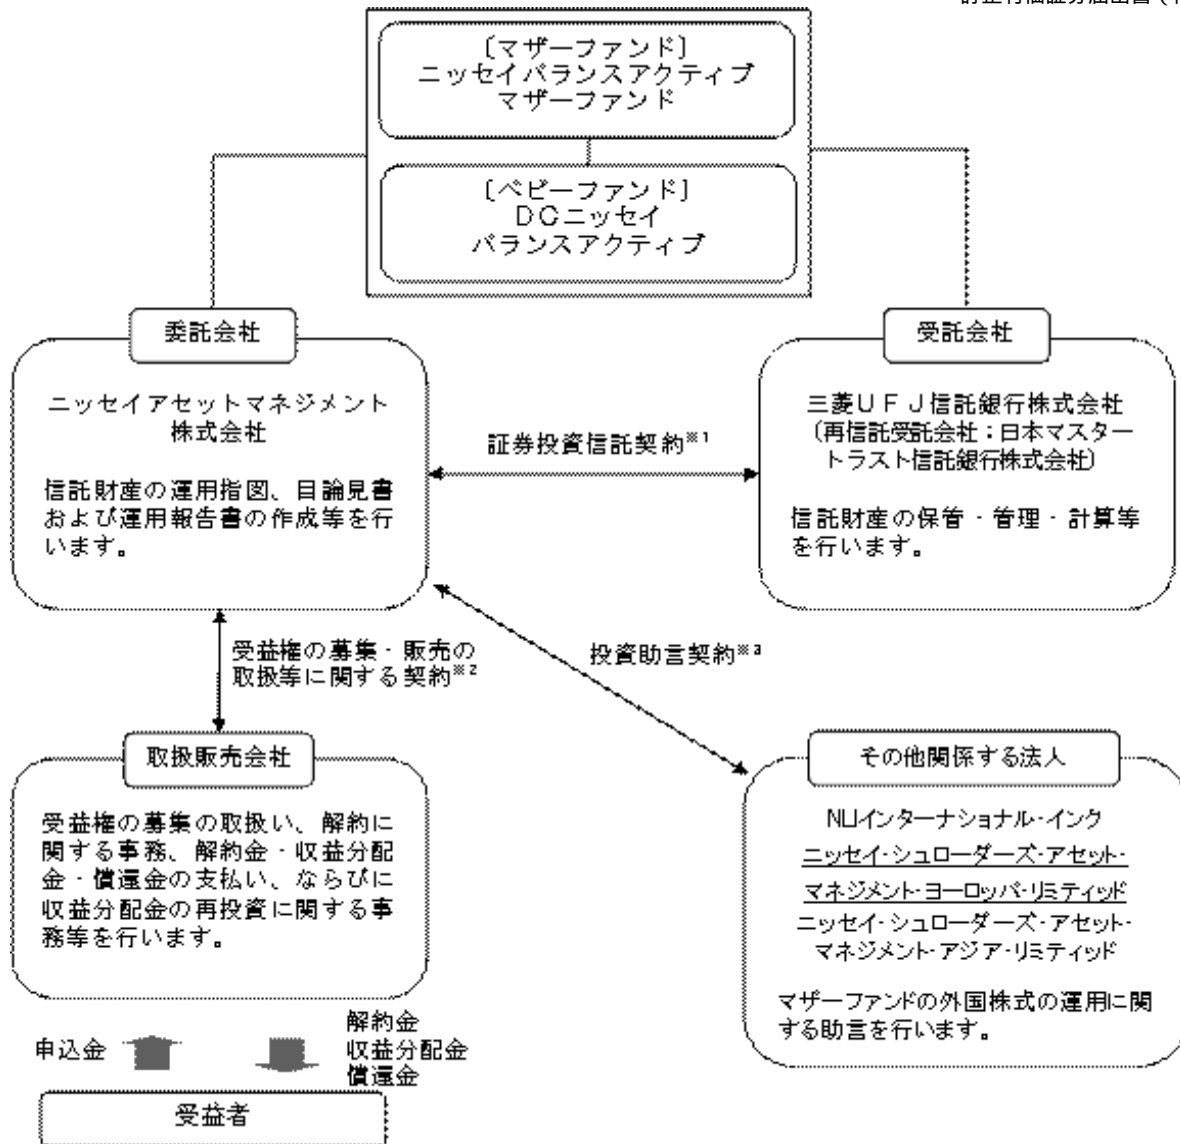 〔マザーファンド〕
ニッセイバランスアクティブ
マザーファンド
〔ベビーファンド〕
ＤＣニッセイ
バランスアクティブ
委託会社
ニッセイアセットマネジメント
株式会社
信託財産の運用指図、目論見書
および運用報告書の作成等を行
います。
証券投資信託契約※1
受託会社
三菱ＵＦＪ信託銀行株式会社
（再信託受託会社：日本マスター
トラスト信託銀行株式会社）
信託財産の保管・管理・計算等
を行います。
受益権の募集・販売の
取扱等に関する契約※2
投資助言契約※3
取扱販売会社
受益権の募集の取扱い、解約に
関する事務、解約金・収益分配
金・償還金の支払い、ならびに
収益分配金の再投資に関する事
務等を行います。
その他関係する法人
NLIインターナショナル・インク
ニッセイ・シュローダーズ・アセット・
マネジメント・ヨーロッパ・リミティッド
ニッセイ・シュローダーズ・アセット・
マネジメント・アジア・リミティッド
マザーファンドの外国株式の運用に関
する助言を行います。
申込金
解約金
収益分配金
償還金
受益者